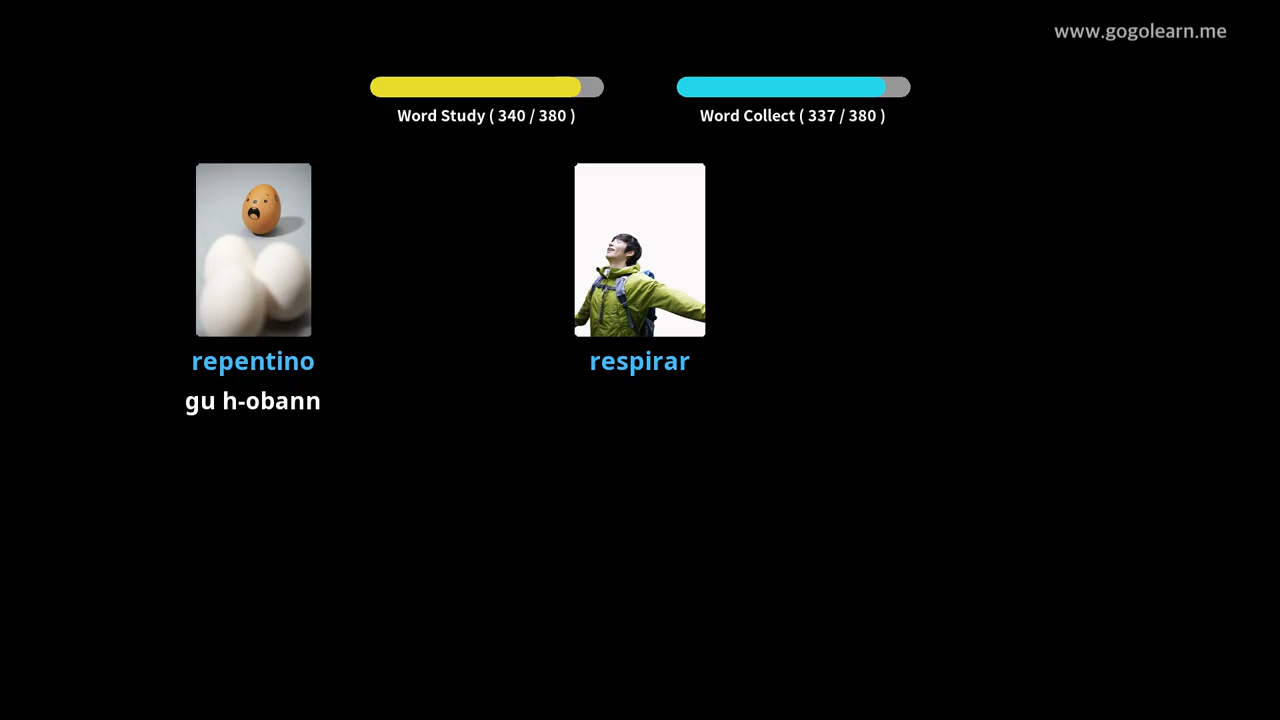 www.gogolearn.me
Word Study ( 340 / 380 )
Word Collect ( 337 / 380 )
repentino
respirar
gu h-obann